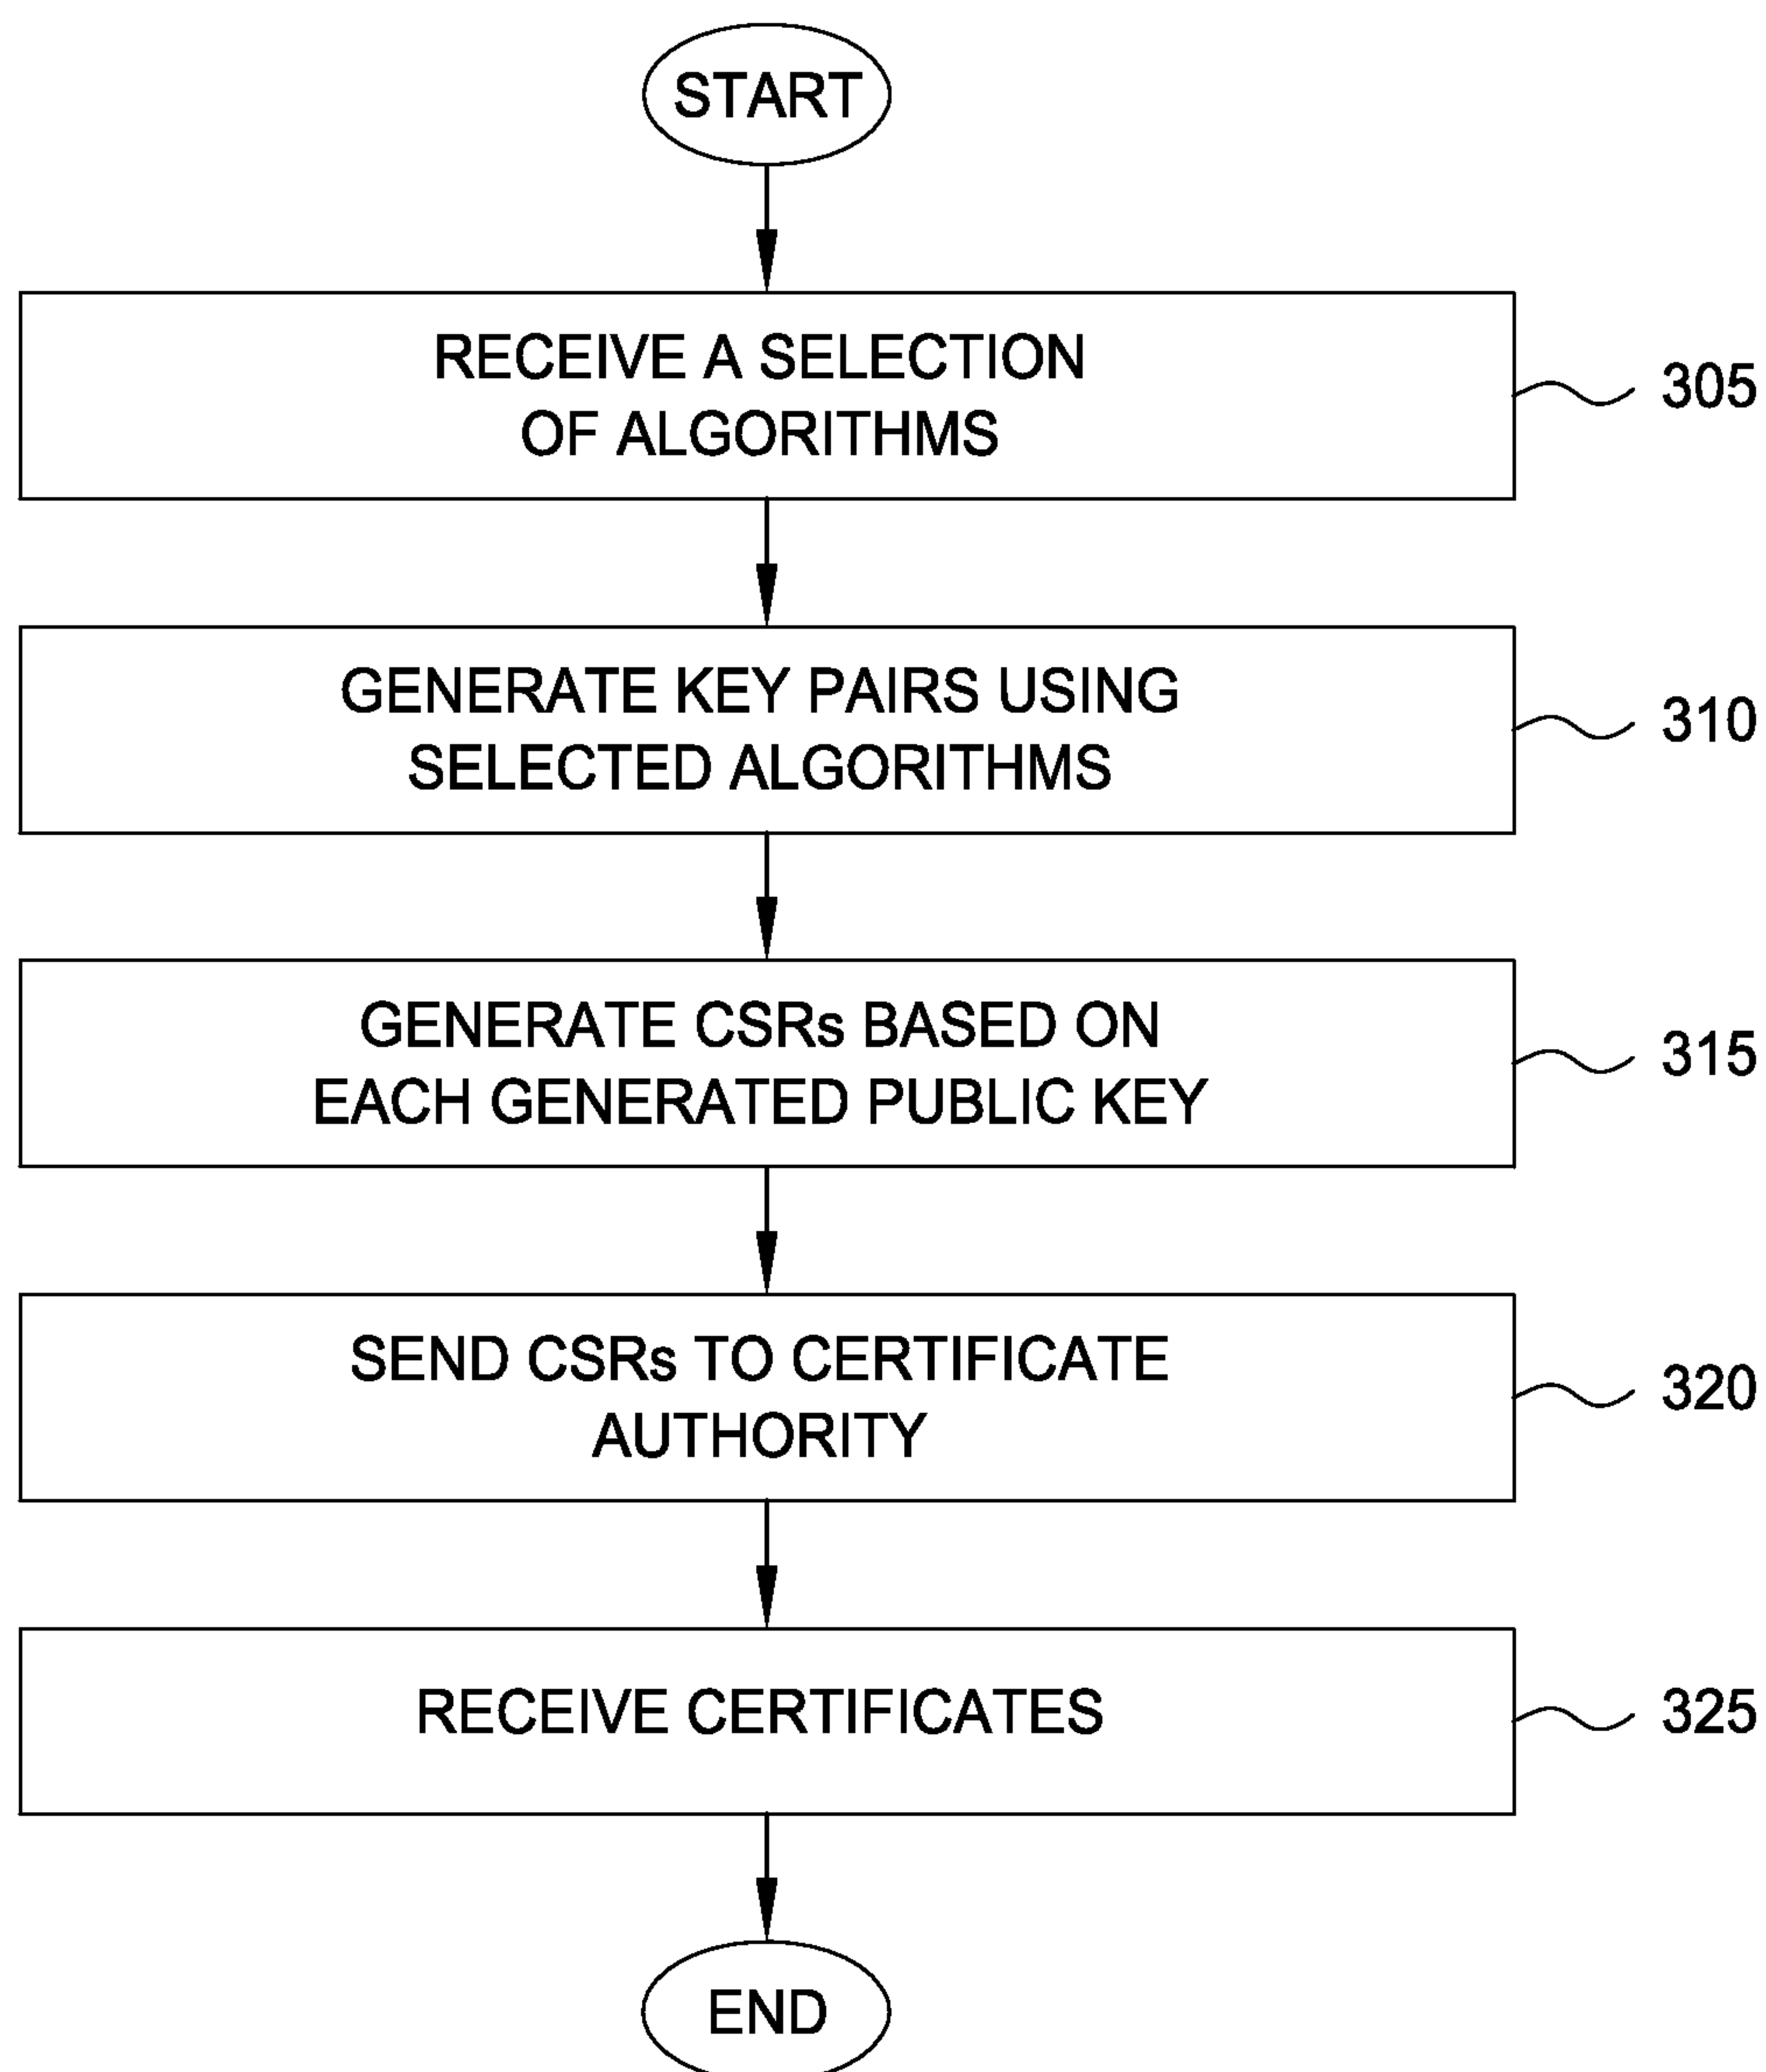 START
RECEIVE A SELECTION
OF ALGORITHMS
305
GENERATE KEY PAIRS USING
SELECTED ALGORITHMS
310
GENERATE CSRs BASED ON
EACH GENERATED PUBLIC KEY
315
SEND CSRs TO CERTIFICATE
AUTHORITY
320
RECEIVE CERTIFICATES
325
END